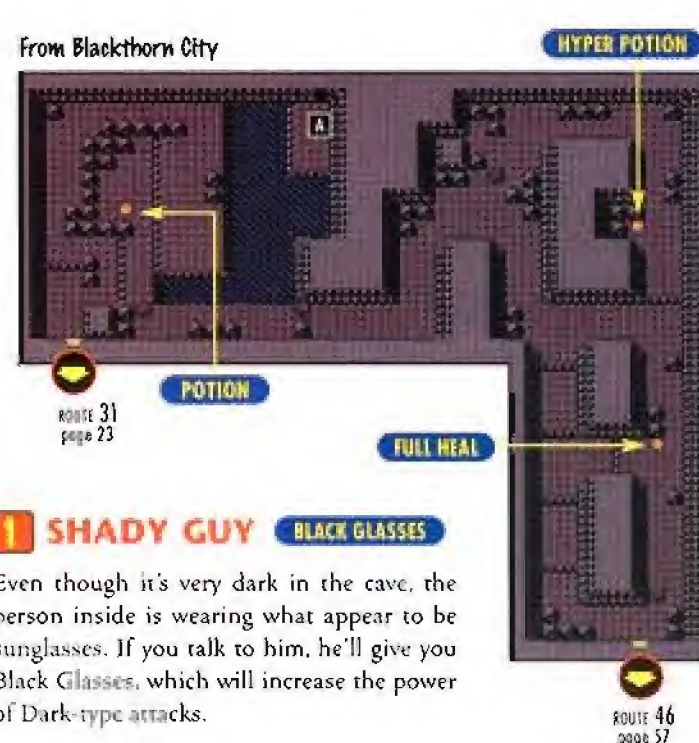 From Blackthorn City
HYPER POTION
A
POTION
ROUTE 31
page 23
FULL HEAL
1 SHADY GUY BLACK GLASSES
Even though it's very dark in the cave, the
person inside is wearing what appear to be
sunglasses. If you talk to him, he'll give you
Black Glasses, which will increase the power
of Dark-type attacks.
ROUTE 46
page 57